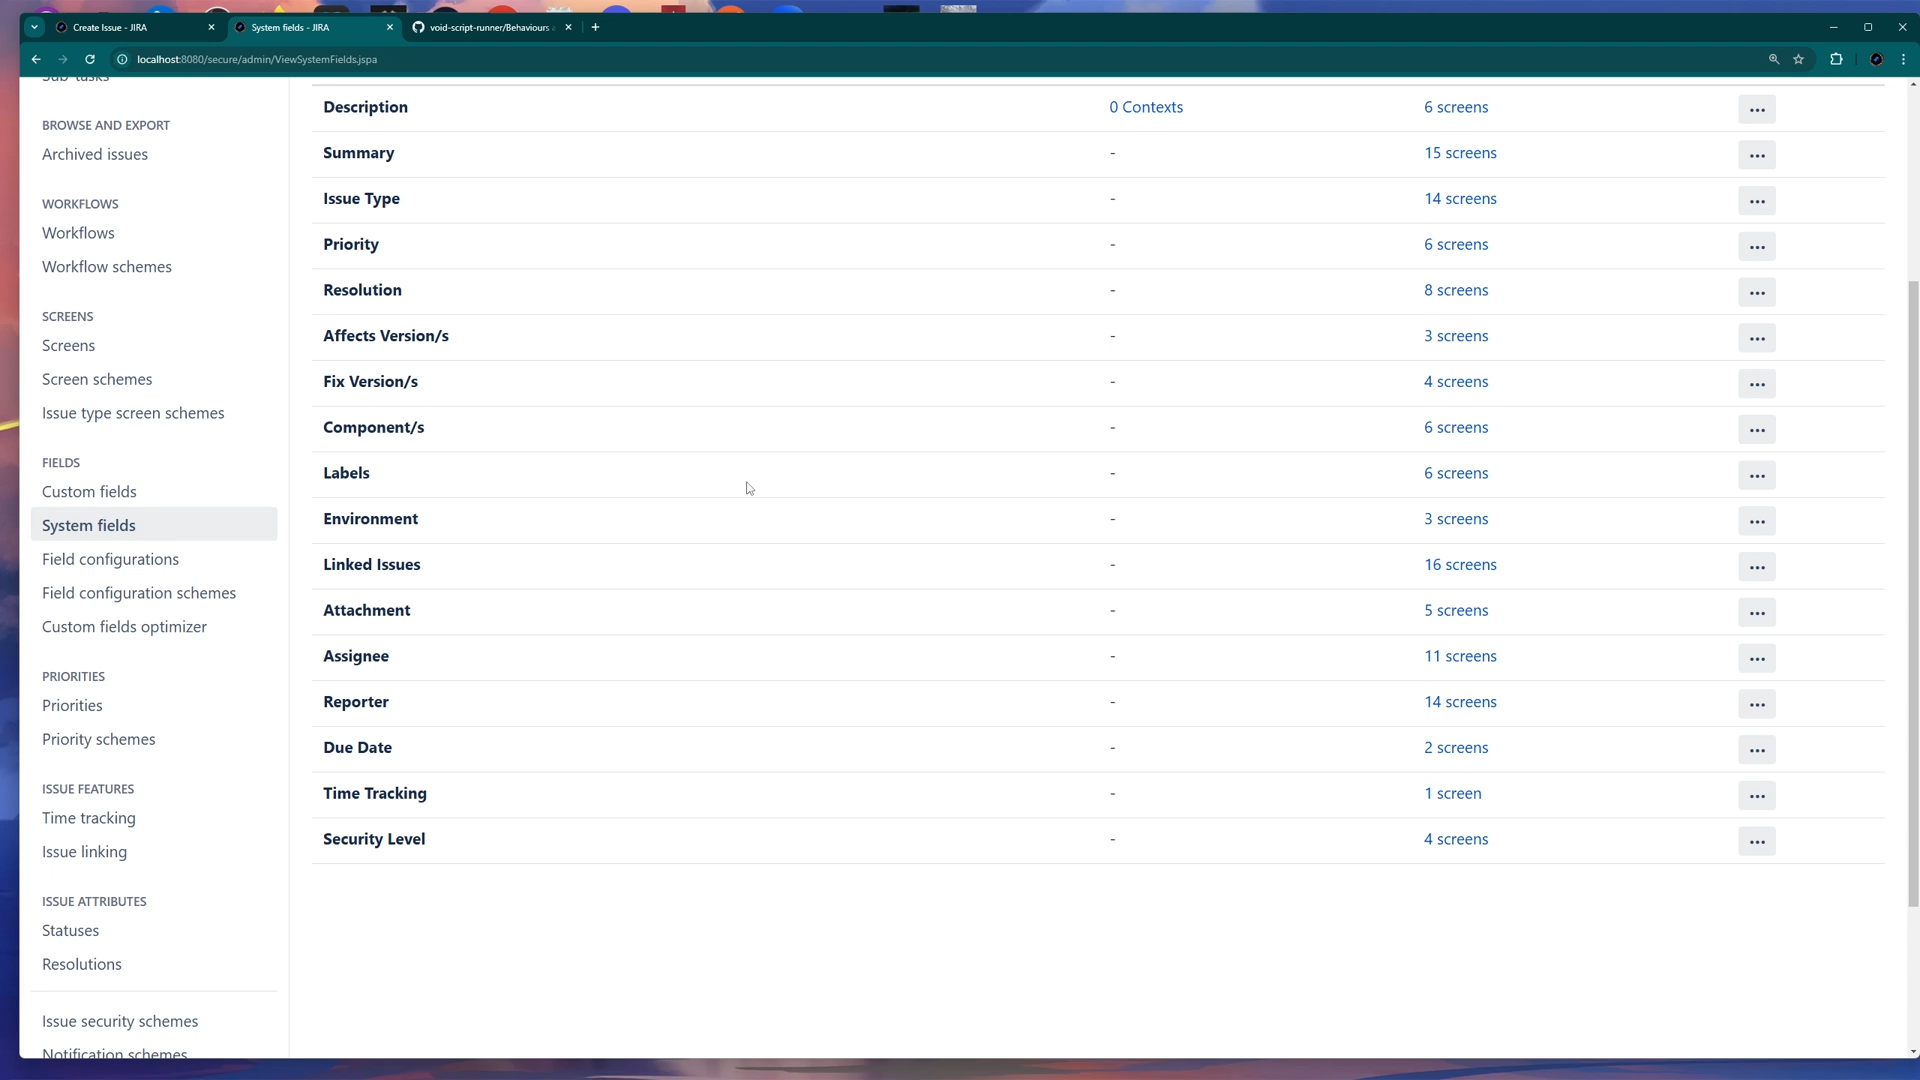 Create Issue - JIRA
System fields - JIRA
void-script-runner/Behaviours
localhost:8080/secure/admin/ViewSystemFields.jspa
Sub-tasks
BROWSE AND EXPORT
Archived issues
WORKFLOWS
Workflows
Workflow schemes
SCREENS
Screens
Screen schemes
Issue type screen schemes
FIELDS
Custom fields
System fields
Field configurations
Field configuration schemes
Custom fields optimizer
PRIORITIES
Priorities
Priority schemes
ISSUE FEATURES
Time tracking
Issue linking
ISSUE ATTRIBUTES
Statuses
Resolutions
Issue security schemes
Notification schemes
Description 0 Contexts 6 screens ...
Summary - 15 screens ...
Issue Type - 14 screens ...
Priority - 6 screens ...
Resolution - 8 screens ...
Affects Version/s - 3 screens ...
Fix Version/s - 4 screens ...
Component/s - 6 screens ...
Labels - 6 screens ...
Environment - 3 screens ...
Linked Issues - 16 screens ...
Attachment - 5 screens ...
Assignee - 11 screens ...
Reporter - 14 screens ...
Due Date - 2 screens ...
Time Tracking - 1 screen ...
Security Level - 4 screens ...